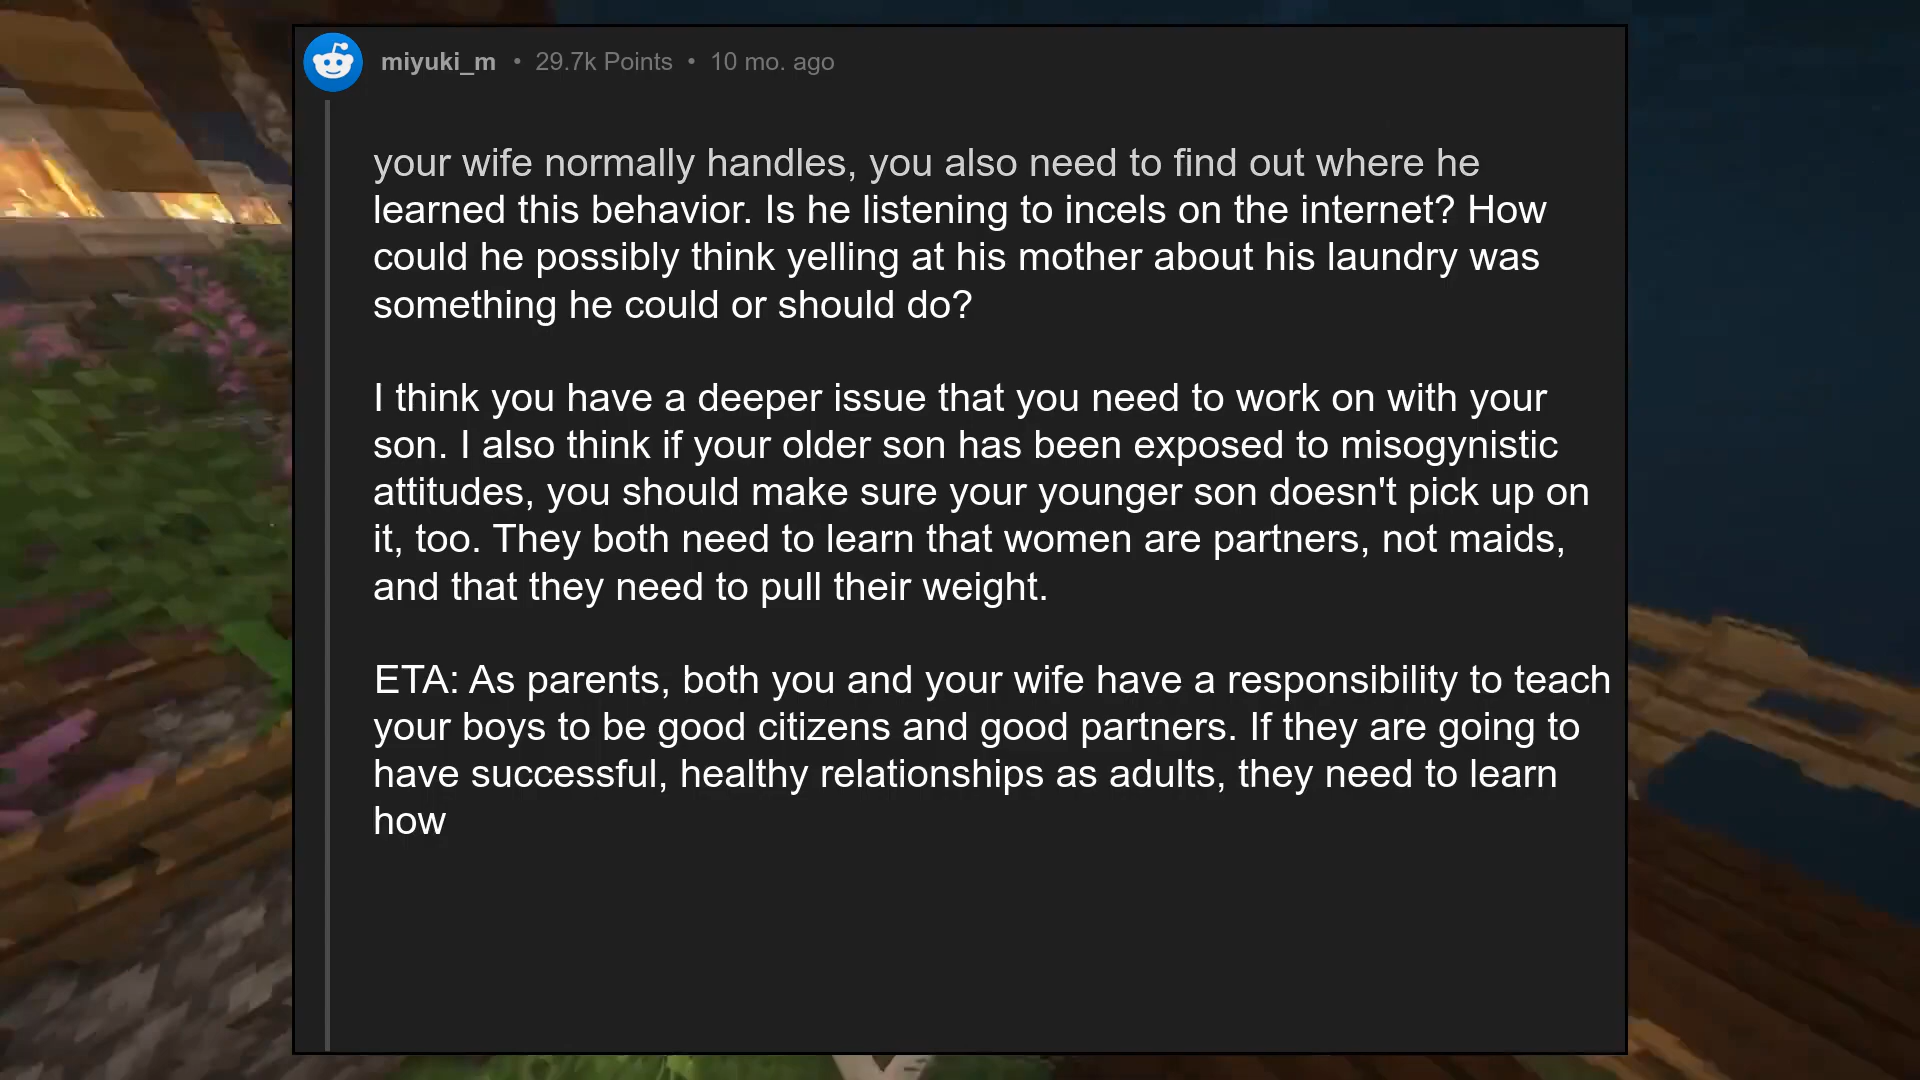 miyuki_m • 29.7k Points • 10 mo. ago
your wife normally handles, you also need to find out where he
learned this behavior. Is he listening to incels on the internet? How
could he possibly think yelling at his mother about his laundry was
something he could or should do?
I think you have a deeper issue that you need to work on with your
son. I also think if your older son has been exposed to misogynistic
attitudes, you should make sure your younger son doesn't pick up on
it, too. They both need to learn that women are partners, not maids,
and that they need to pull their weight.
ETA: As parents, both you and your wife have a responsibility to teach
your boys to be good citizens and good partners. If they are going to
have successful, healthy relationships as adults, they need to learn
how